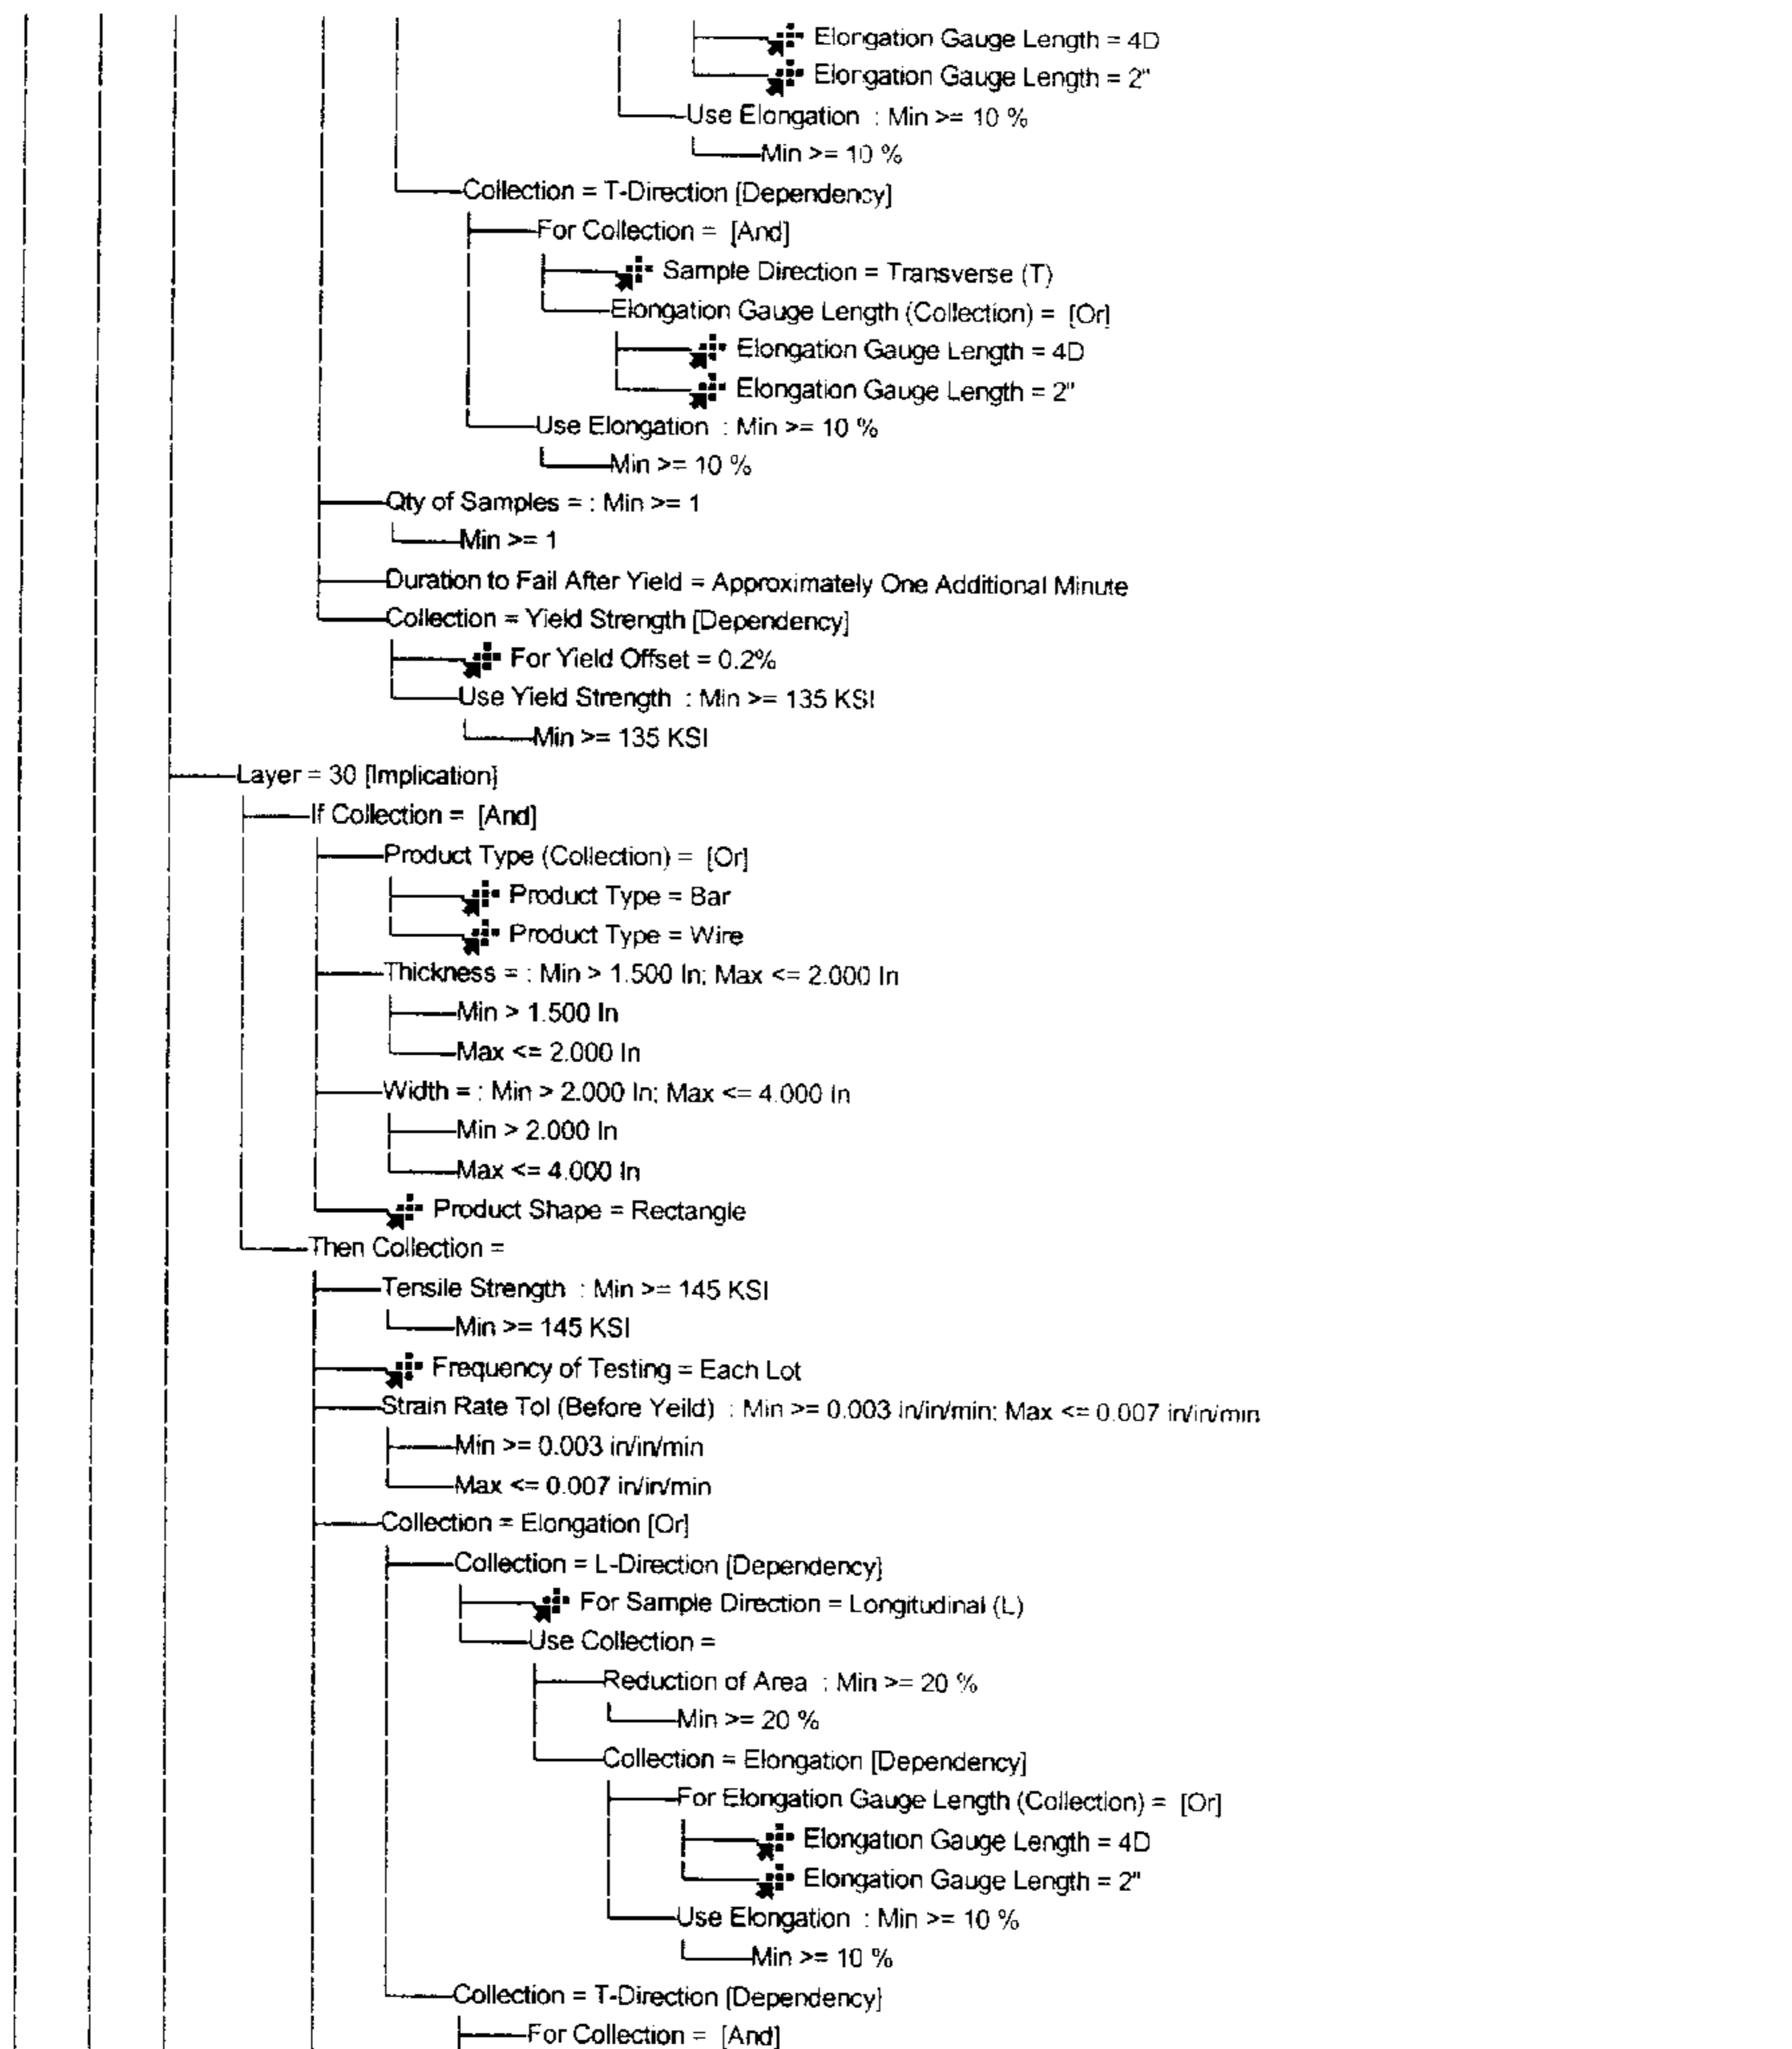 Elongation Gauge Length = 4D
Elongation Gauge Length = 2"
Use Elongation : Min >= 10 %
Min >= 10 %
Collection = T-Direction [Dependency]
For Collection = [And]
Sample Direction = Transverse (T)
Elongation Gauge Length (Collection) = [Or]
Elongation Gauge Length = 4D
Elongation Gauge Length = 2"
Use Elongation : Min >= 10 %
Min >= 10 %
Qty of Samples = : Min >= 1
Min >= 1
Duration to Fail After Yield = Approximately One Additional Minute
Collection = Yield Strength [Dependency]
For Yield Offset = 0.2%
Use Yield Strength : Min >= 135 KSI
Min >= 135 KSI
Layer = 30 [Implication]
If Collection = [And]
Product Type (Collection) = [Or]
Product Type = Bar
Product Type = Wire
Thickness = : Min > 1.500 In; Max <= 2.000 In
Min > 1.500 In
Max <= 2.000 In
Width = : Min > 2.000 In; Max <= 4.000 In
Min > 2.000 In
Max <= 4.000 In
Product Shape = Rectangle
Then Collection =
Tensile Strength : Min >= 145 KSI
Min >= 145 KSI
Frequency of Testing = Each Lot
Strain Rate Tol (Before Yeild) : Min >= 0.003 in/in/min; Max <= 0.007 in/in/min
Min >= 0.003 in/in/min
Max <= 0.007 in/in/min
Collection = Elongation [Or]
Collection = L-Direction [Dependency]
For Sample Direction = Longitudinal (L)
Use Collection =
Reduction of Area : Min >= 20 %
Min >= 20 %
Collection = Elongation [Dependency]
For Elongation Gauge Length (Collection) = [Or]
Elongation Gauge Length = 4D
Elongation Gauge Length = 2"
Use Elongation : Min >= 10 %
Min >= 10 %
Collection = T-Direction [Dependency]
For Collection = [And]